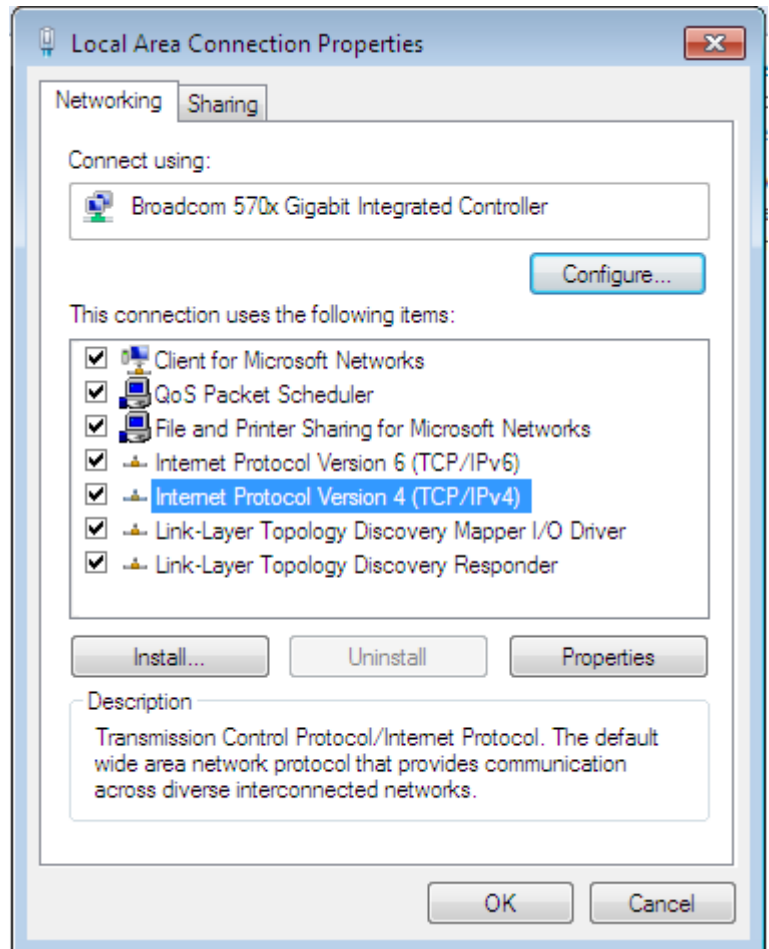 Local Area Connection Properties
Networking
Sharing
Connect using:
Broadcom 570x Gigabit Integrated Controller
Configure...
This connection uses the following items:
Client for Microsoft Networks
QoS Packet Scheduler
File and Printer Sharing for Microsoft Networks
Internet Protocol Version 6 (TCP/IPv6)
Internet Protocol Version 4 (TCP/IPv4)
Link-Layer Topology Discovery Mapper I/O Driver
Link-Layer Topology Discovery Responder
Install...
Uninstall
Properties
Description
Transmission Control Protocol/Internet Protocol. The default
wide area network protocol that provides communication
across diverse interconnected networks.
OK
Cancel